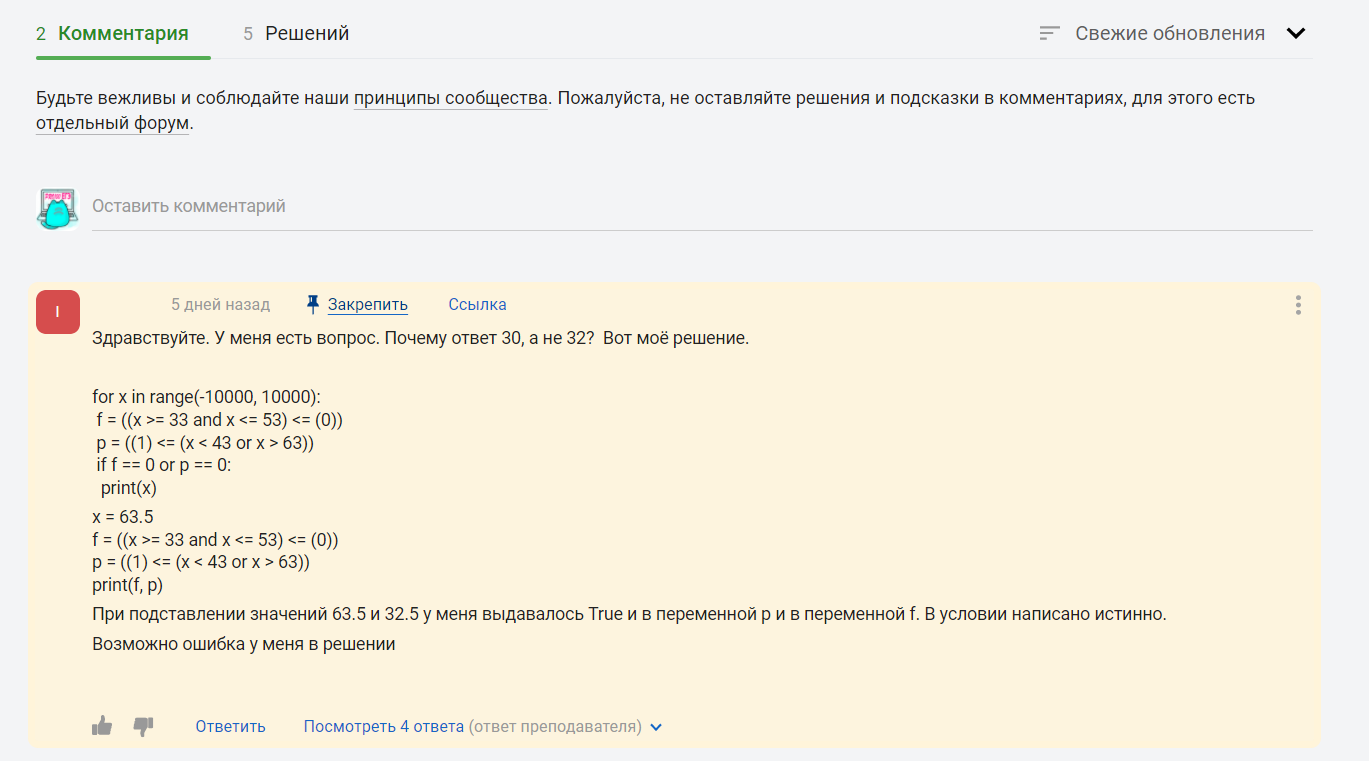 2 Комментария 5 Решений Свежие обновления
Будьте вежливы и соблюдайте наши принципы сообщества. Пожалуйста, не оставляйте решения и подсказки в комментариях, для этого есть
отдельный форум.
Оставить комментарий
I 5 дней назад Закрепить Ссылка
Здравствуйте. У меня есть вопрос. Почему ответ 30, а не 32?  Вот моё решение.
for x in range(-10000, 10000):
f = ((x >= 33 and x <= 53) <= (0))
p = ((1) <= (x < 43 or x > 63))
if f == 0 or p == 0:
print(x)
x = 63.5
f = ((x >= 33 and x <= 53) <= (0))
p = ((1) <= (x < 43 or x > 63))
print(f, p)
При подставлении значений 63.5 и 32.5 у меня выдавалось True и в переменной p и в переменной f. В условии написано истинно.
Возможно ошибка у меня в решении
Ответить Посмотреть 4 ответа (ответ преподавателя)